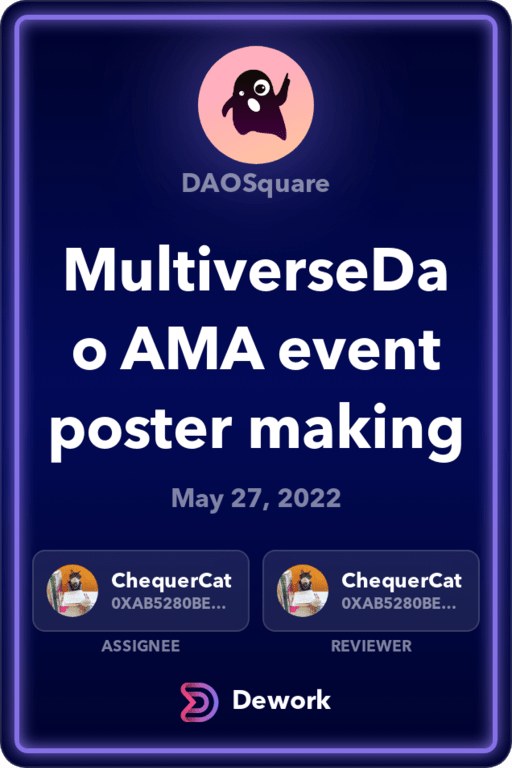 DAOSquare
MultiverseDa
o AMA event
poster making
May 27, 2022
ChequerCat
0XAB5280BE...
ASSIGNEE
ChequerCat
0XAB5280BE...
REVIEWER
Dework